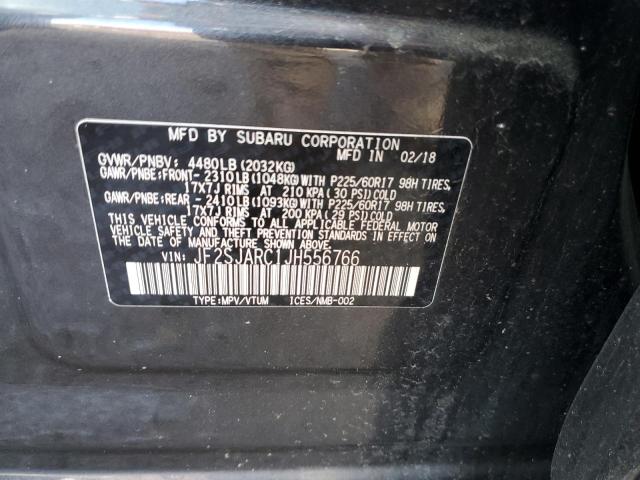 MFD BY SUBARU CORPORATION
GVWR/PNBV: 4480LB (2032KG) MFD IN 02/18
GAWR/PNBE:FRONT- 2310LB(1048KG)WITH P225/60R17 98H TIRES,
17X7J RIMS AT 210 KPA(30 PSI)COLD
GAWR/PNBE:REAR - 2410LB(1093KG)WITH P225/60R17 98H TIRES,
17X7J RIMS AT 200 KPA(29 PSI)COLD
THIS VEHICLE CONFORMS TO ALL APPLICABLE FEDERAL MOTOR
VEHICLE SAFETY AND THEFT PREVENTION STANDARDS IN EFFECT
ON THE DATE OF MANUFACTURE SHOWN ABOVE.
VIN: JF2SJARC1JH556766
TYPE:MPV/VTUM ICES/NMB-002